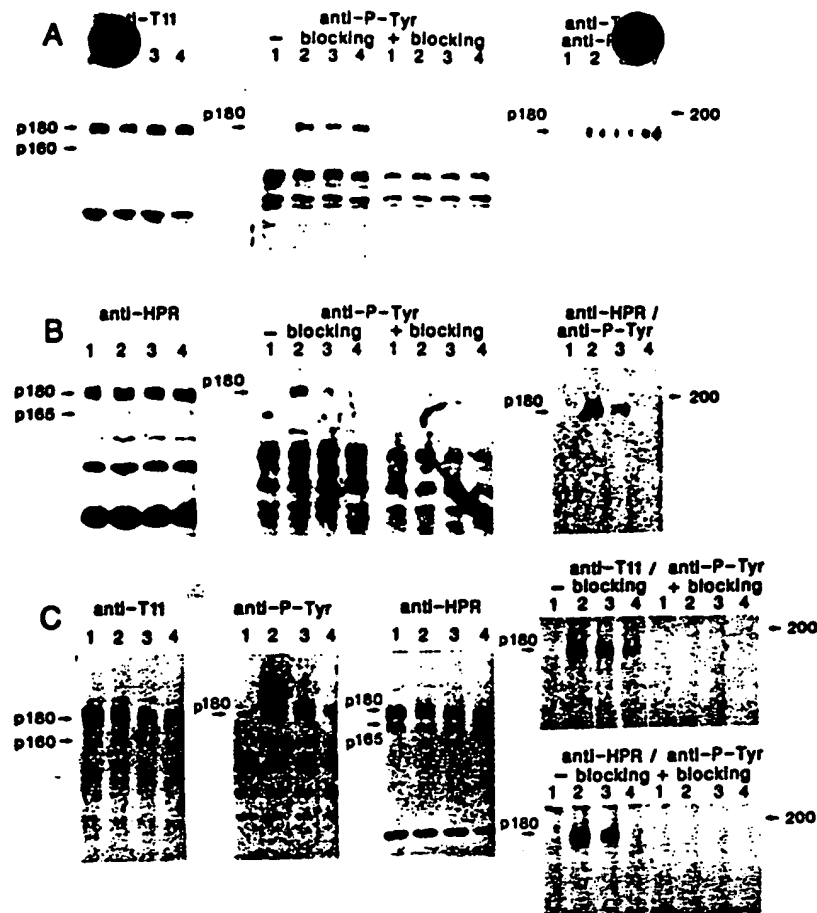 A
anti-P-Tyr
- blocking + blocking
3 4
1 2 3 4 1 2 3 4
1 2
p180
p160
p180
p180
200
B
anti-HPR
anti-P-Tyr
- blocking + blocking
anti-HPR /
anti-P-Tyr
1 2 3 4
1 2 3 4 1 2 3 4
1 2 3 4
p180
p165
p180
p180
200
C
anti-T11
anti-P-Tyr
anti-HPR
1 2 3 4
1 2 3 4
1 2 3 4
p180
p160
p180
p180
p165
anti-T11 / anti-P-Tyr
- blocking + blocking
1 2 3 4 1 2 3 4
p180
200
anti-HPR / anti-P-Tyr
- blocking + blocking
1 2 3 4 1 2 3 4
p180
200